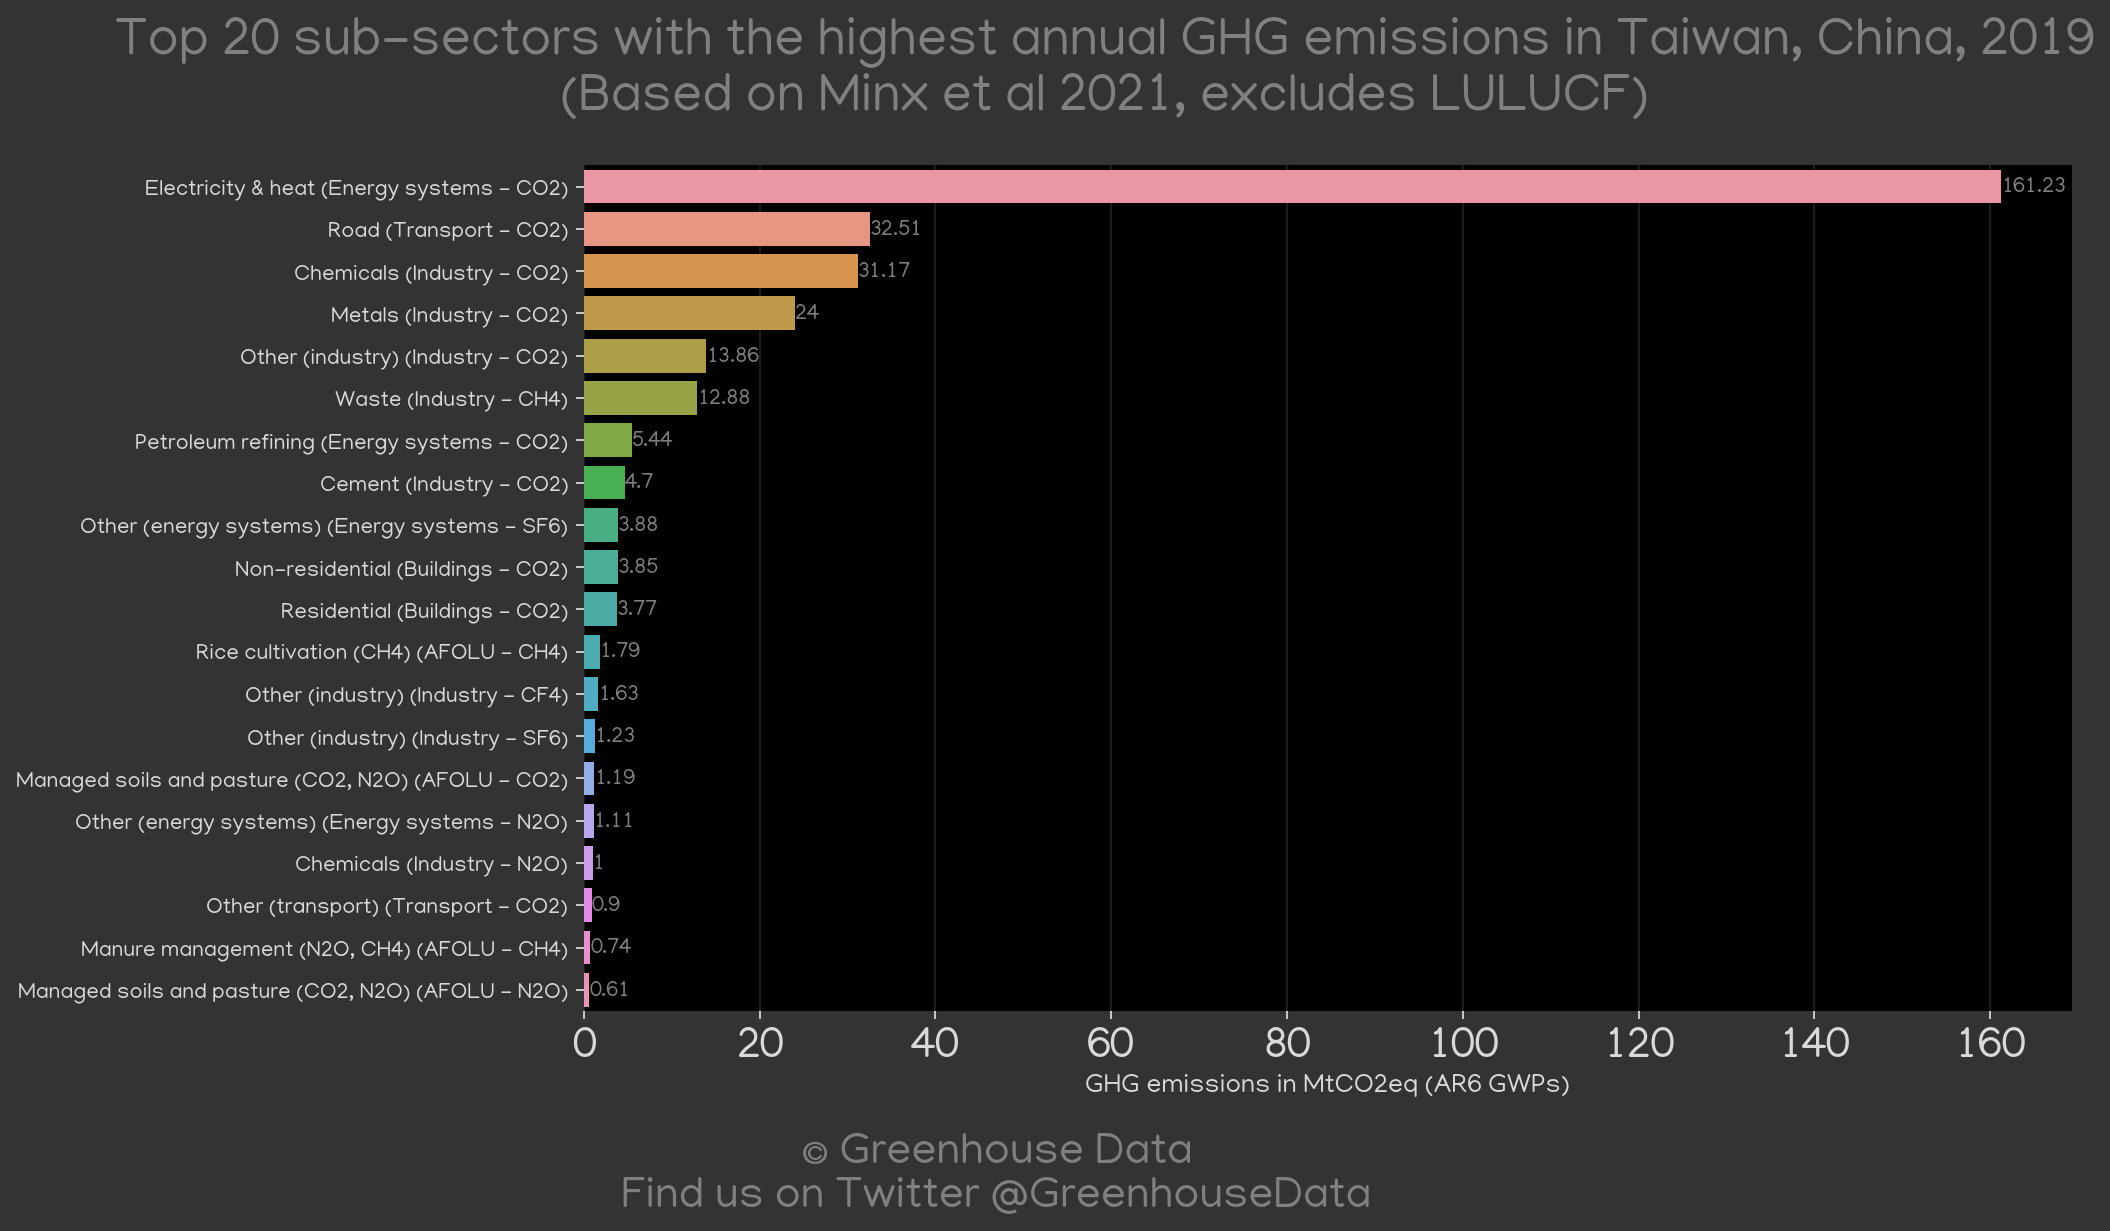 Top 20 sub-sectors with the highest annual GHG emissions in Taiwan, China, 2019
(Based on Minx et al 2021, excludes LULUCF)
Electricity & heat (Energy systems - CO2) 161.23
Road (Transport - CO2) 32.51
Chemicals (Industry - CO2) 31.17
Metals (Industry - CO2) 24
Other (industry) (Industry - CO2) 13.86
Waste (Industry - CH4) 12.88
Petroleum refining (Energy systems - CO2) 5.44
Cement (Industry - CO2) 4.7
Other (energy systems) (Energy systems - SF6) 3.88
Non-residential (Buildings - CO2) 3.85
Residential (Buildings - CO2) 3.77
Rice cultivation (CH4) (AFOLU - CH4) 1.79
Other (industry) (Industry - CF4) 1.63
Other (industry) (Industry - SF6) 1.23
Managed soils and pasture (CO2, N2O) (AFOLU - CO2) 1.19
Other (energy systems) (Energy systems - N2O) 1.11
Chemicals (Industry - N2O) 1
Other (transport) (Transport - CO2) 0.9
Manure management (N2O, CH4) (AFOLU - CH4) 0.74
Managed soils and pasture (CO2, N2O) (AFOLU - N2O) 0.61
0 20 40 60 80 100 120 140 160
GHG emissions in MtCO2eq (AR6 GWPs)
© Greenhouse Data
Find us on Twitter @GreenhouseData